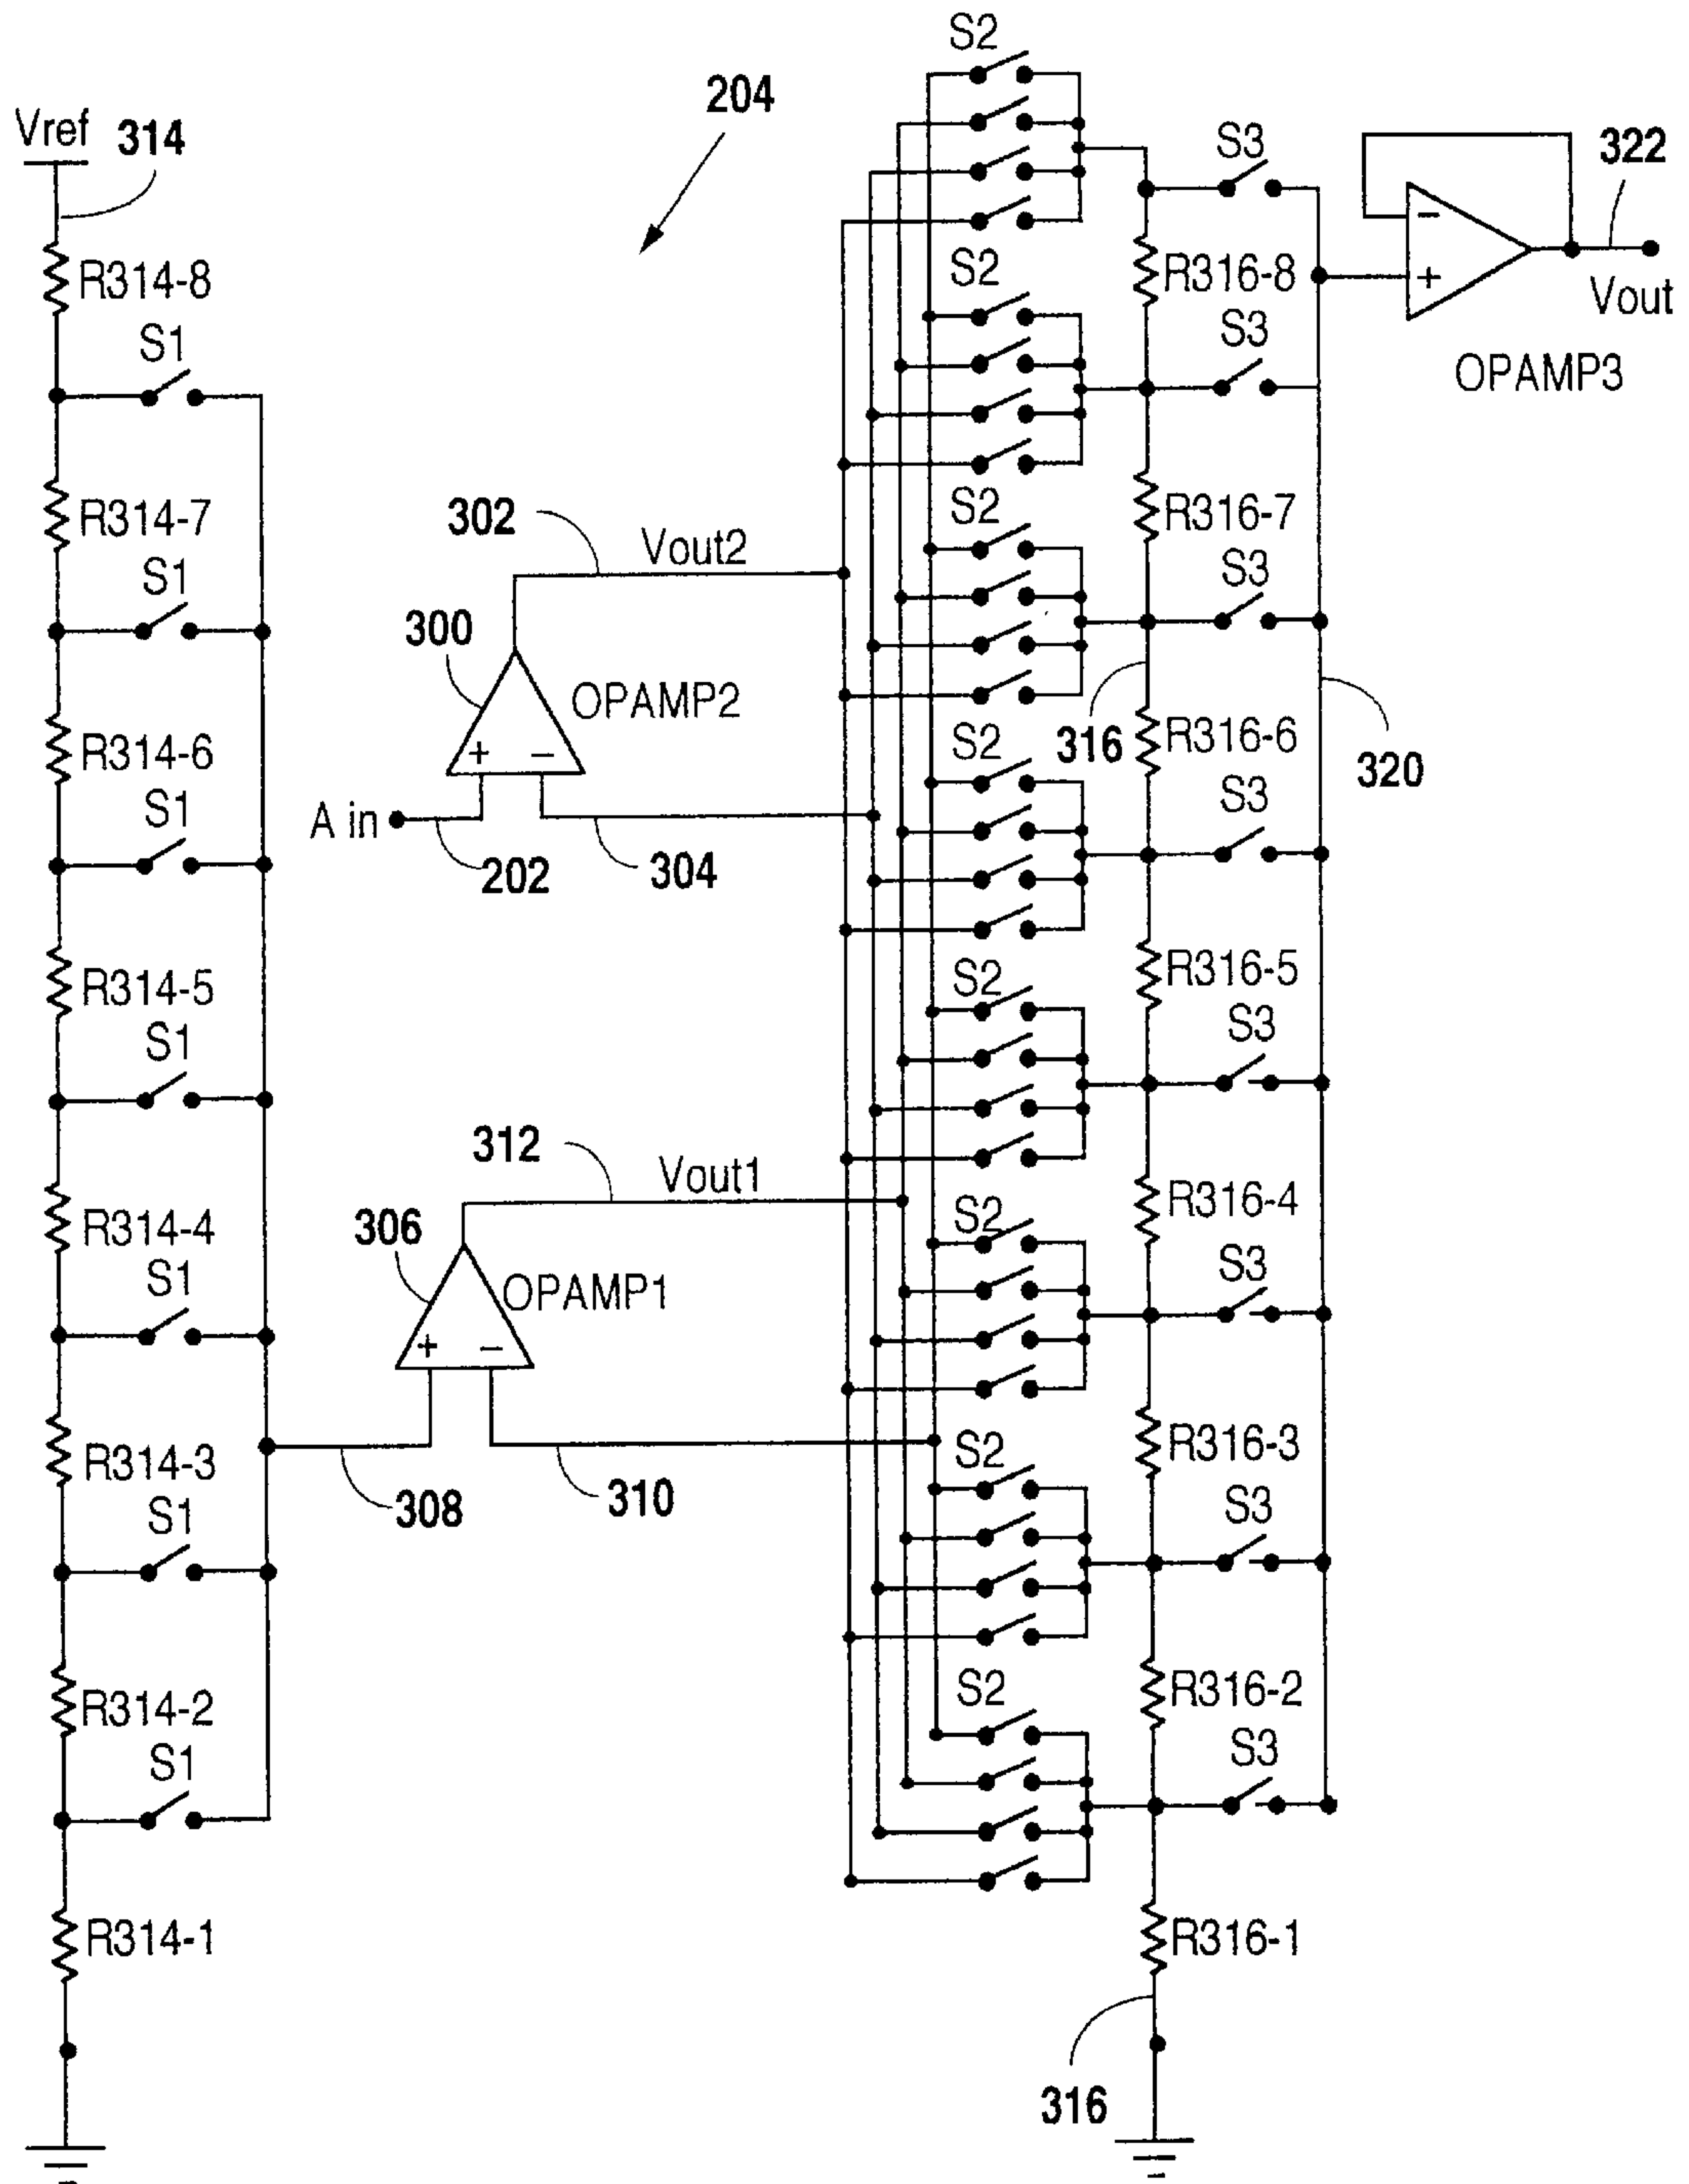 S2
204
Vref
314
S3
322
R314-8
S2
R316-8
Vout
S1
S3
OPAMP3
302
S2
R316-7
R314-7
Vout2
S1
S3
300
OPAMP2
316
R316-6
320
R314-6
S2
+ −
S1
A in
S3
202
304
R314-5
S2
R316-5
S1
S3
312
Vout1
R316-4
306
S2
R314-4
OPAMP1
S1
S3
+ −
R314-3
S2
R316-3
308
310
S1
S3
R314-2
S2
R316-2
S1
S3
R314-1
R316-1
316
−
+